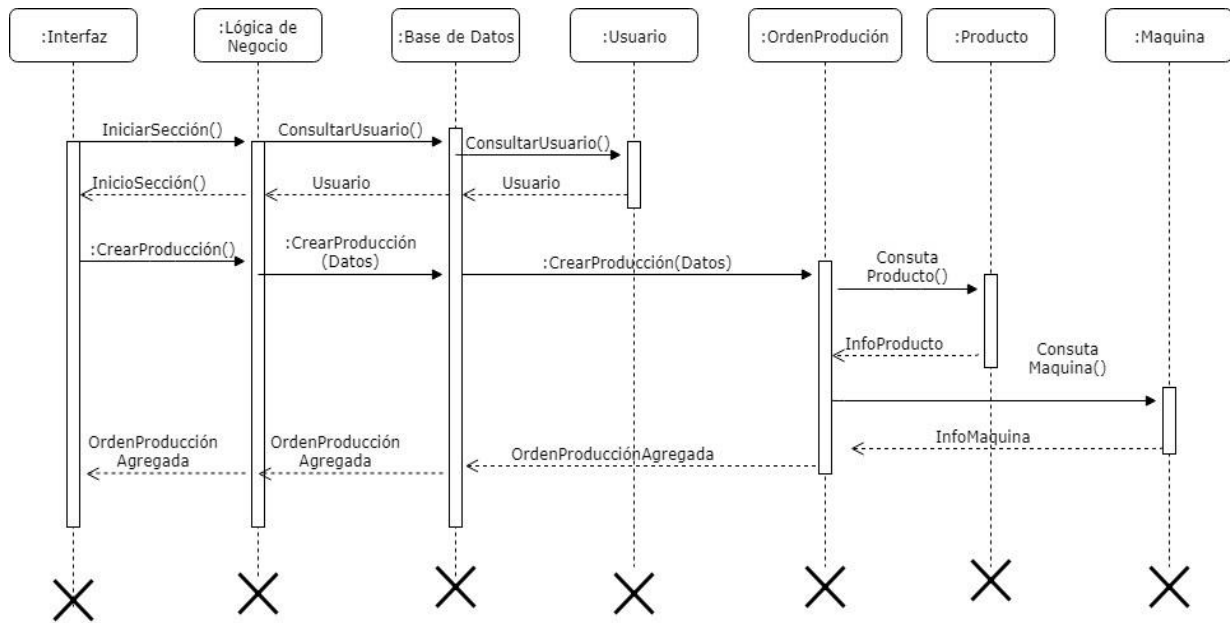 :Interfaz
:Lógica de
Negocio
:Base de Datos
:Usuario
:OrdenProdución
:Producto
:Maquina
IniciarSección()
ConsultarUsuario()
ConsultarUsuario()
InicioSección()
Usuario
Usuario
:CrearProducción()
:CrearProducción
(Datos)
:CrearProducción(Datos)
Consuta
Producto()
InfoProducto
Consuta
Maquina()
InfoMaquina
OrdenProducción
Agregada
OrdenProducción
Agregada
OrdenProducciónAgregada